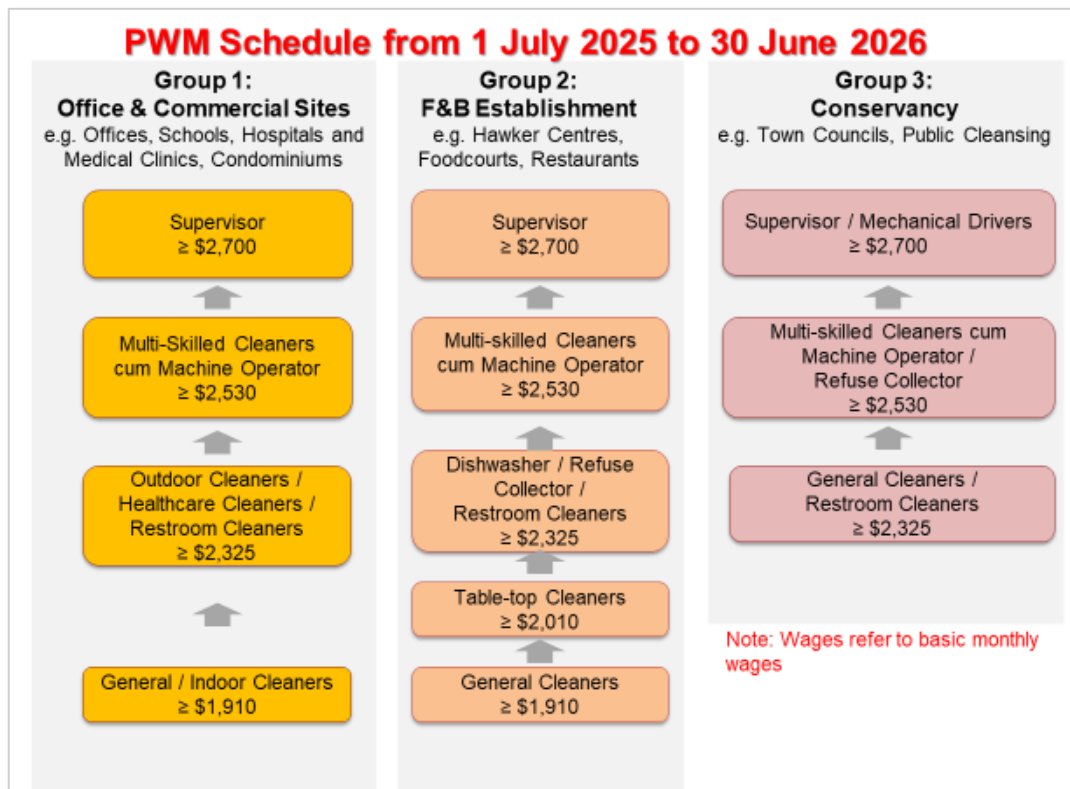 PWM Schedule from 1 July 2025 to 30 June 2026
Group 1:
Office & Commercial Sites
e.g. Offices, Schools, Hospitals and
Medical Clinics, Condominiums
Supervisor
≥ $2,700
Multi-Skilled Cleaners
cum Machine Operator
≥ $2,530
Outdoor Cleaners /
Healthcare Cleaners /
Restroom Cleaners
≥ $2,325
General / Indoor Cleaners
≥ $1,910
Group 2:
F&B Establishment
e.g. Hawker Centres,
Foodcourts, Restaurants
Supervisor
≥ $2,700
Multi-skilled Cleaners
cum Machine Operator
≥ $2,530
Dishwasher / Refuse
Collector /
Restroom Cleaners
≥ $2,325
Table-top Cleaners
≥ $2,010
General Cleaners
≥ $1,910
Group 3:
Conservancy
e.g. Town Councils, Public Cleansing
Supervisor / Mechanical Drivers
≥ $2,700
Multi-skilled Cleaners cum
Machine Operator /
Refuse Collector
≥ $2,530
General Cleaners /
Restroom Cleaners
≥ $2,325
Note: Wages refer to basic monthly
wages